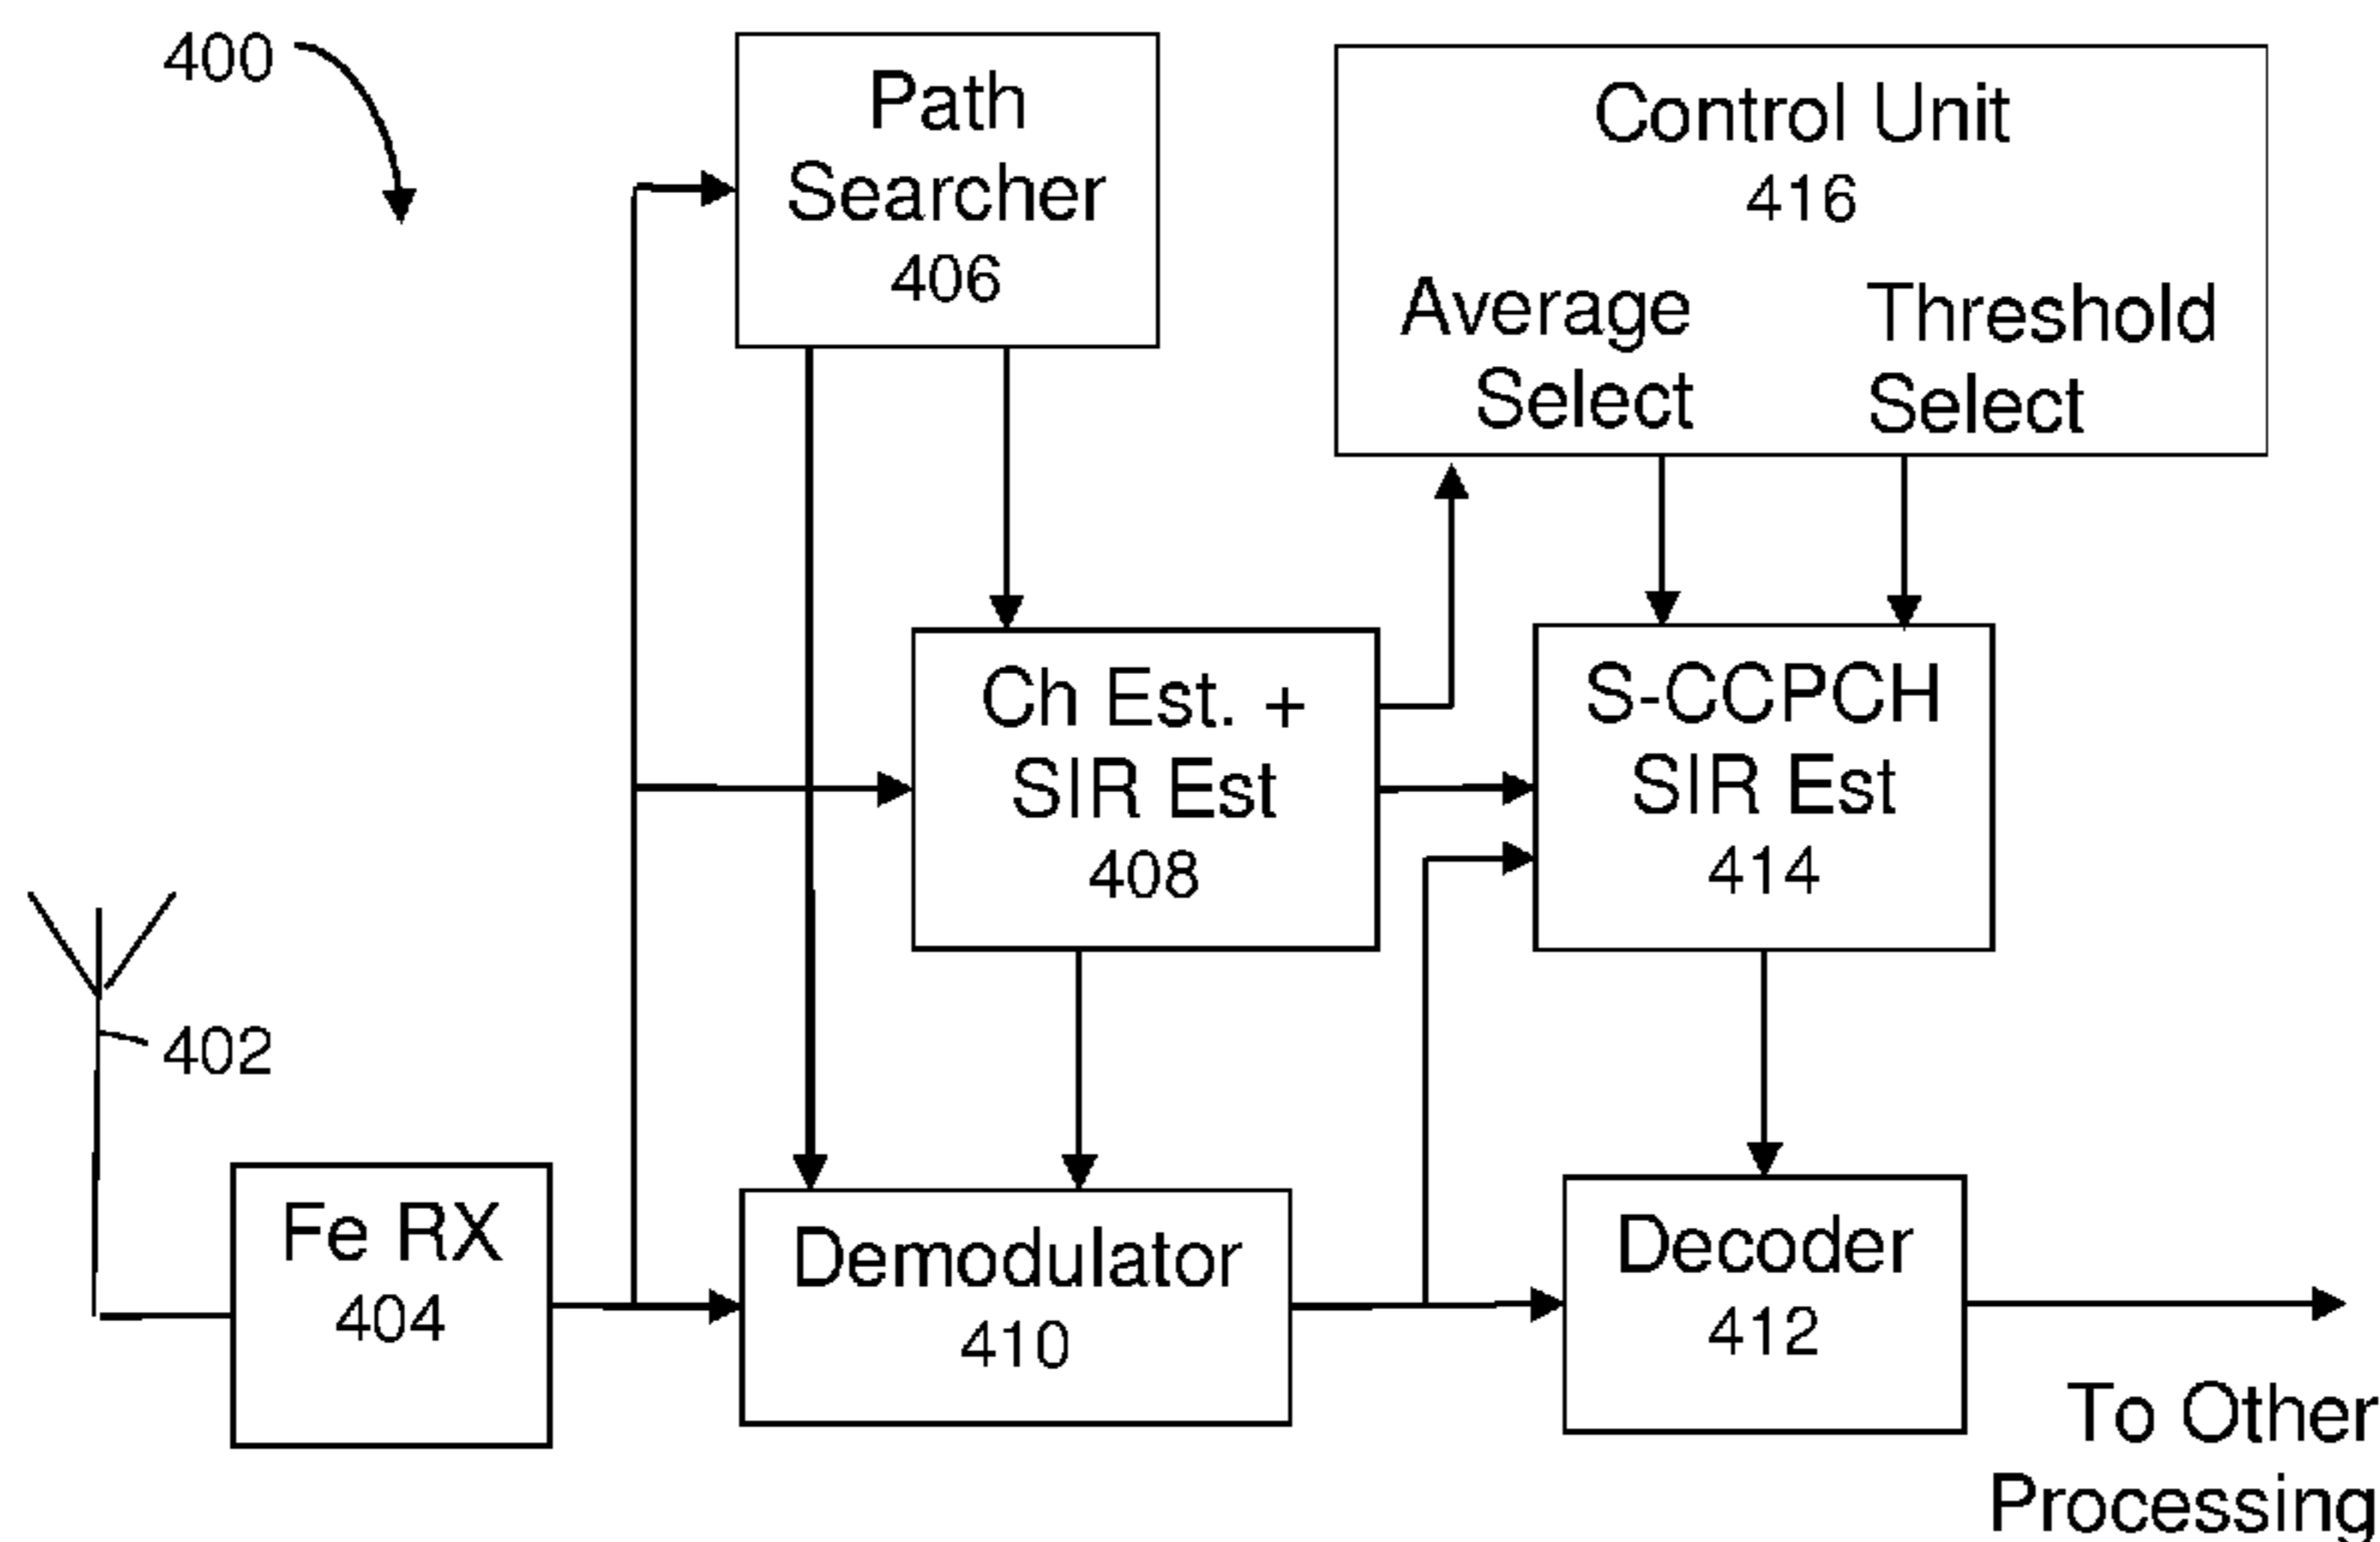 400
Path
Searcher
406
Control Unit
416
Average
Select
Threshold
Select
Ch Est. +
SIR Est
408
S-CCPCH
SIR Est
414
402
Fe RX
404
Demodulator
410
Decoder
412
To Other
Processing